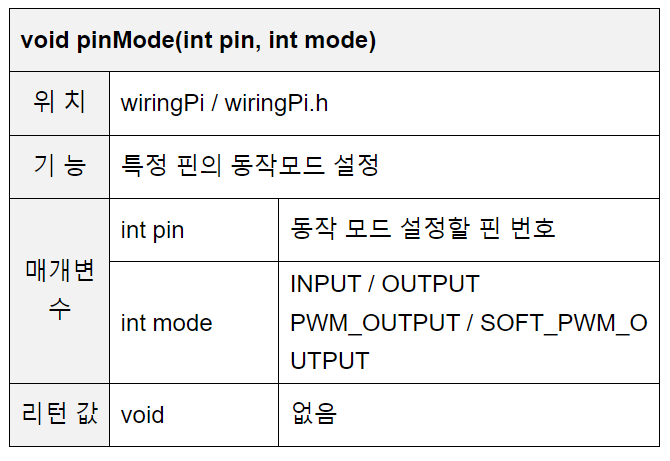 void pinMode(int pin, int mode)
위 치
wiringPi / wiringPi.h
기 능
특정 핀의 동작모드 설정
매개변
수
int pin
동작 모드 설정할 핀 번호
int mode
INPUT / OUTPUT
PWM_OUTPUT / SOFT_PWM_O
UTPUT
리턴 값
void
없음